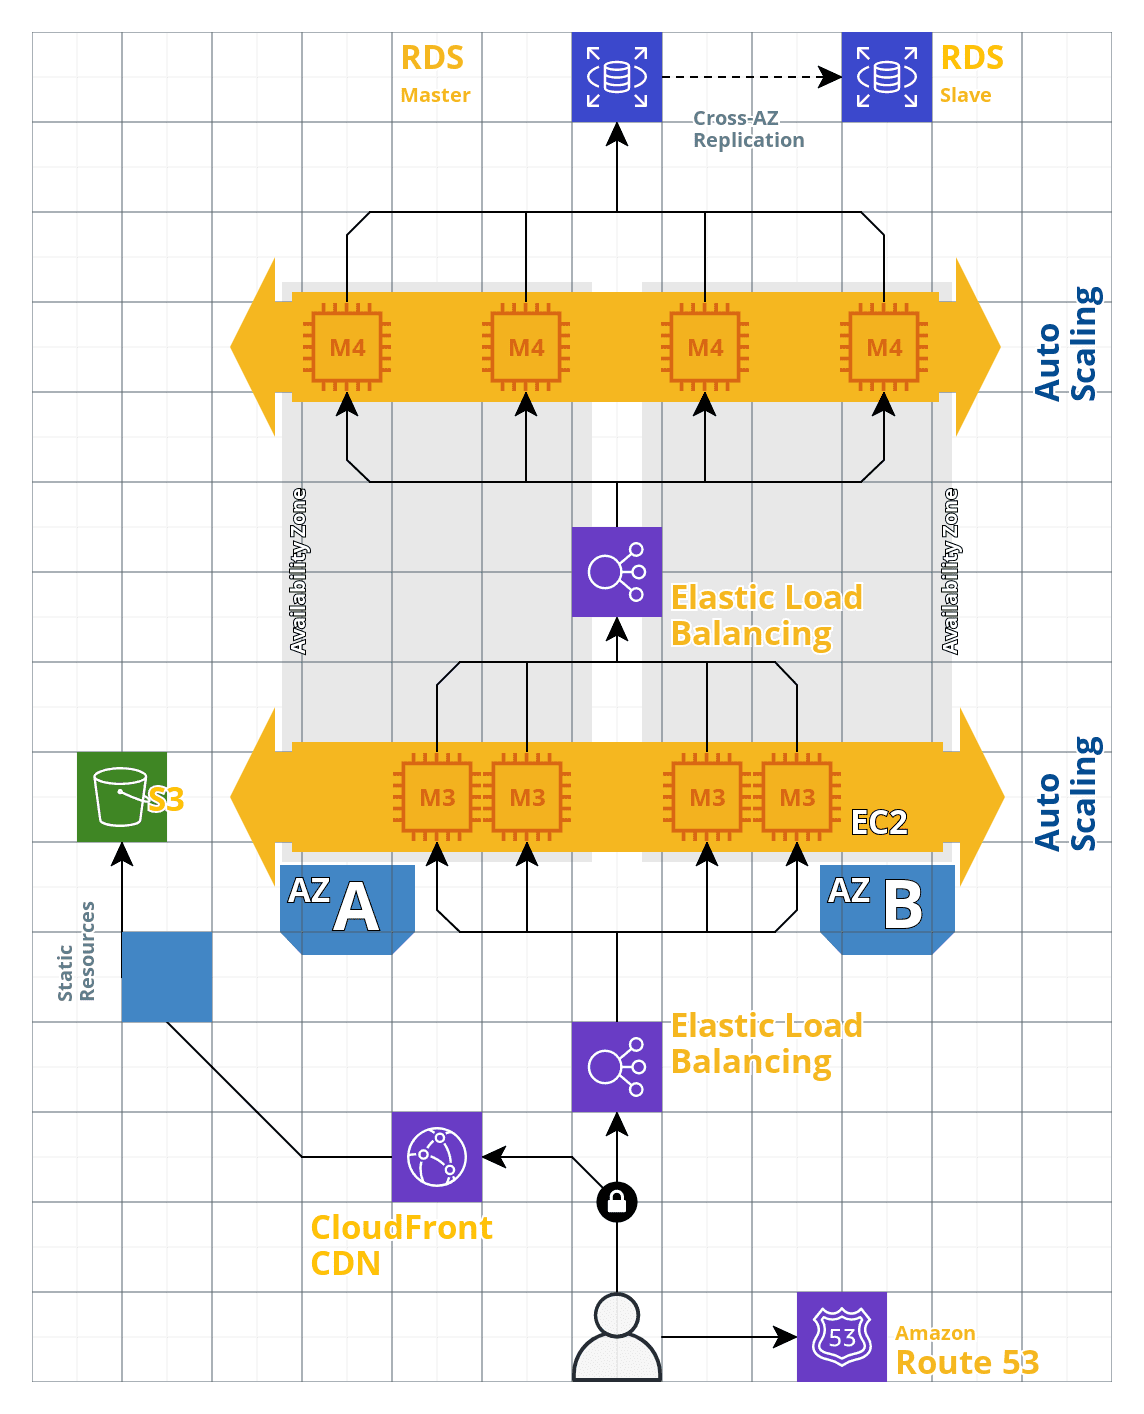 RDS
Master
RDS
Slave
Cross-AZ
Replication
M4
M4
M4
M4
Auto
Scaling
Availability Zone
Availability Zone
Elastic Load
Balancing
S3
M3
M3
M3
M3
EC2
Auto
Scaling
AZ A
AZ B
Static
Resources
Elastic Load
Balancing
CloudFront
CDN
53
Amazon
Route 53